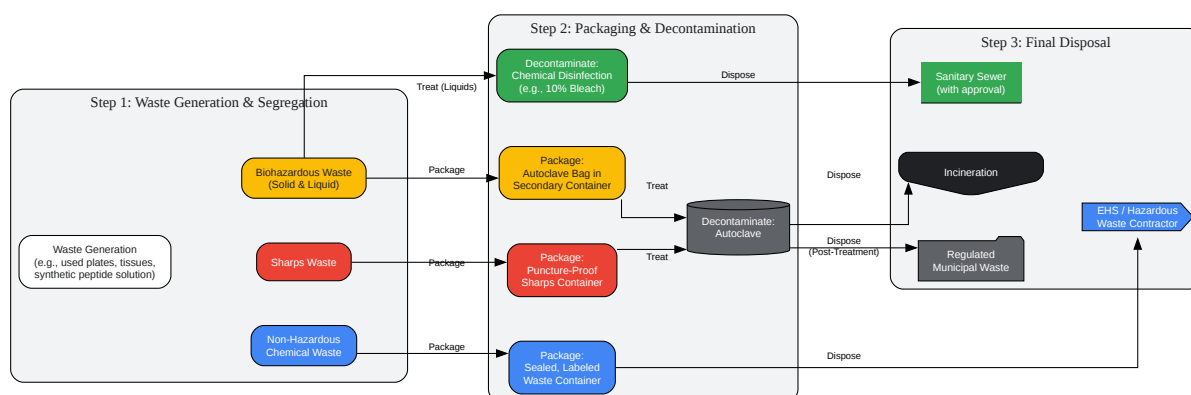 Step 1: Waste Generation & Segregation
Waste Generation
(e.g., used plates, tissues,
synthetic peptide solution)
Biohazardous Waste
(Solid & Liquid)
Sharps Waste
Non-Hazardous
Chemical Waste
Treat (Liquids)
Package
Package
Package
Step 2: Packaging & Decontamination
Decontaminate:
Chemical Disinfection
(e.g., 10% Bleach)
Package:
Autoclave Bag in
Secondary Container
Package:
Puncture-Proof
Sharps Container
Package:
Sealed, Labeled
Waste Container
Treat
Treat
Decontaminate:
Autoclave
Dispose
Dispose
Dispose
(Post-Treatment)
Dispose
Step 3: Final Disposal
Sanitary Sewer
(with approval)
Incineration
Regulated
Municipal Waste
EHS / Hazardous
Waste Contractor